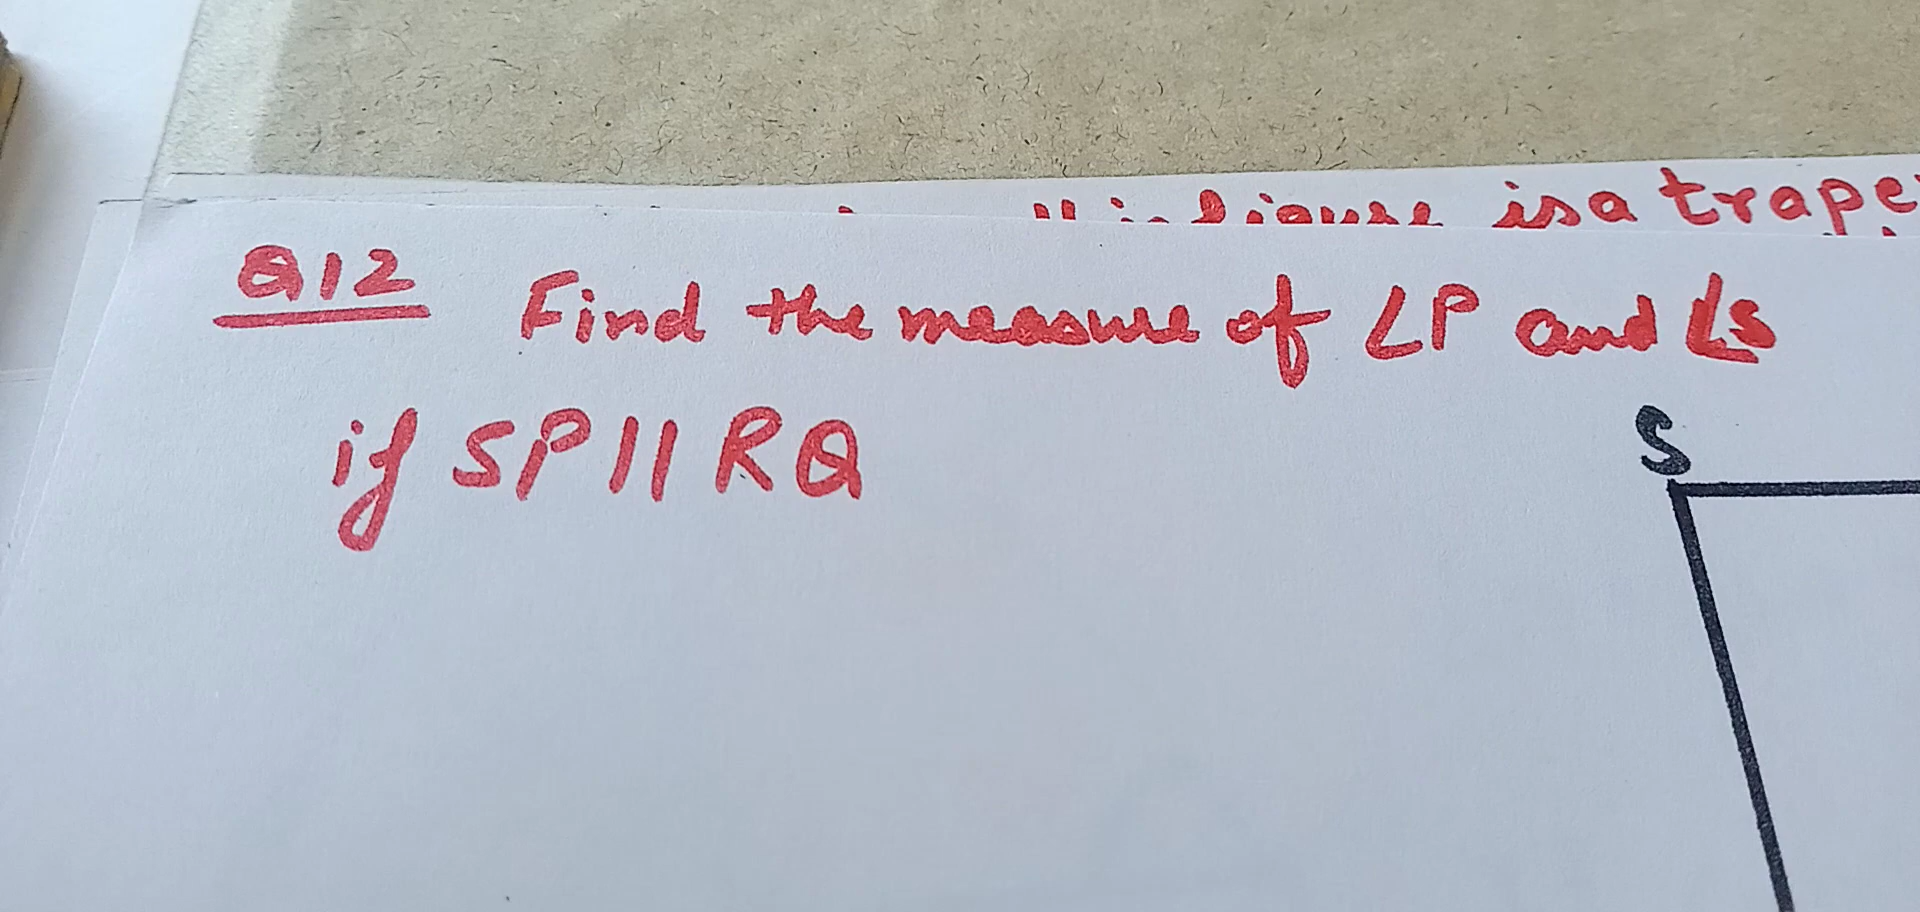 is a trape
Q12 Find the measure of ∠P and ∠S
if SP || RQ
S